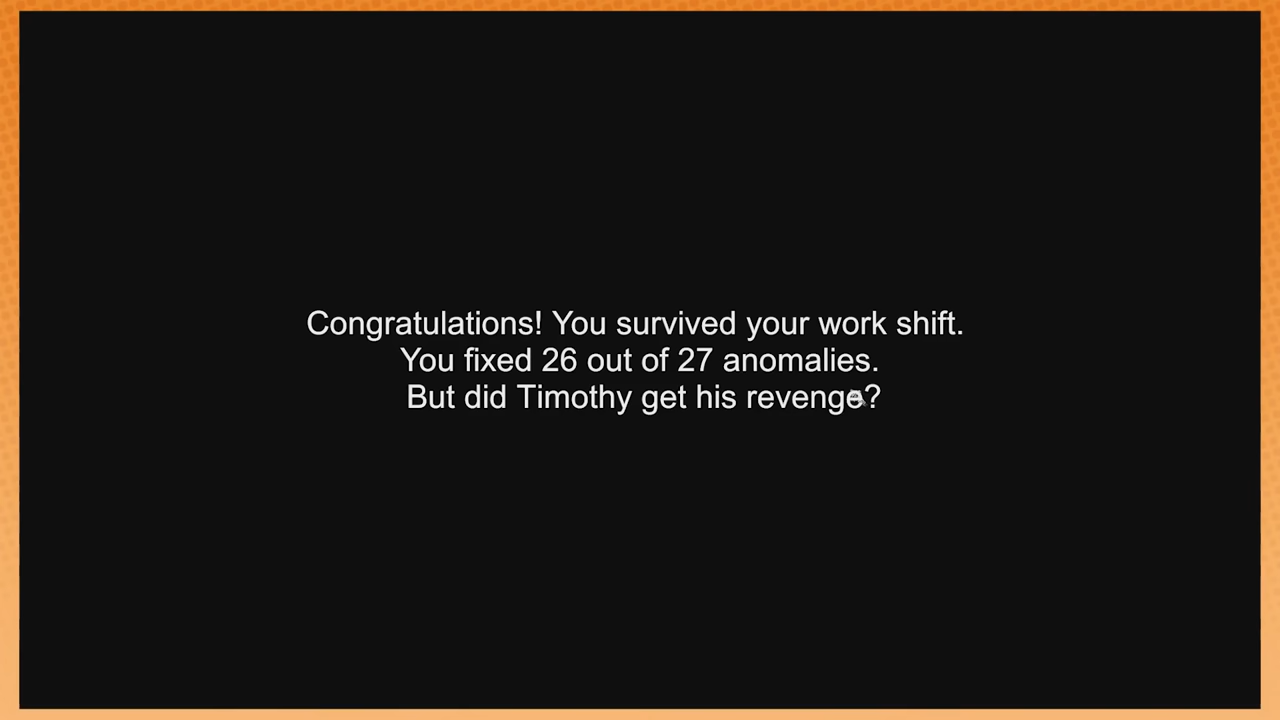 Congratulations! You survived your work shift.
You fixed 26 out of 27 anomalies.
But did Timothy get his revenge?